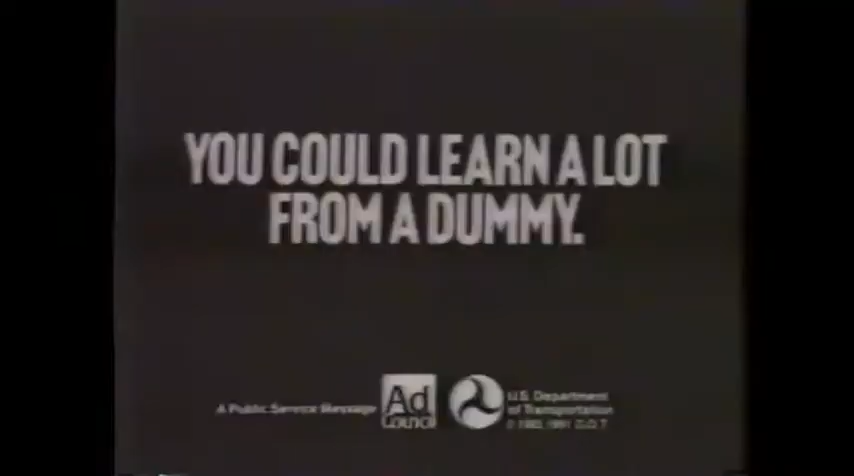 YOU COULD LEARN A LOT
FROM A DUMMY.
A Public Service Message
Ad
Council
U.S. Department
of Transportation